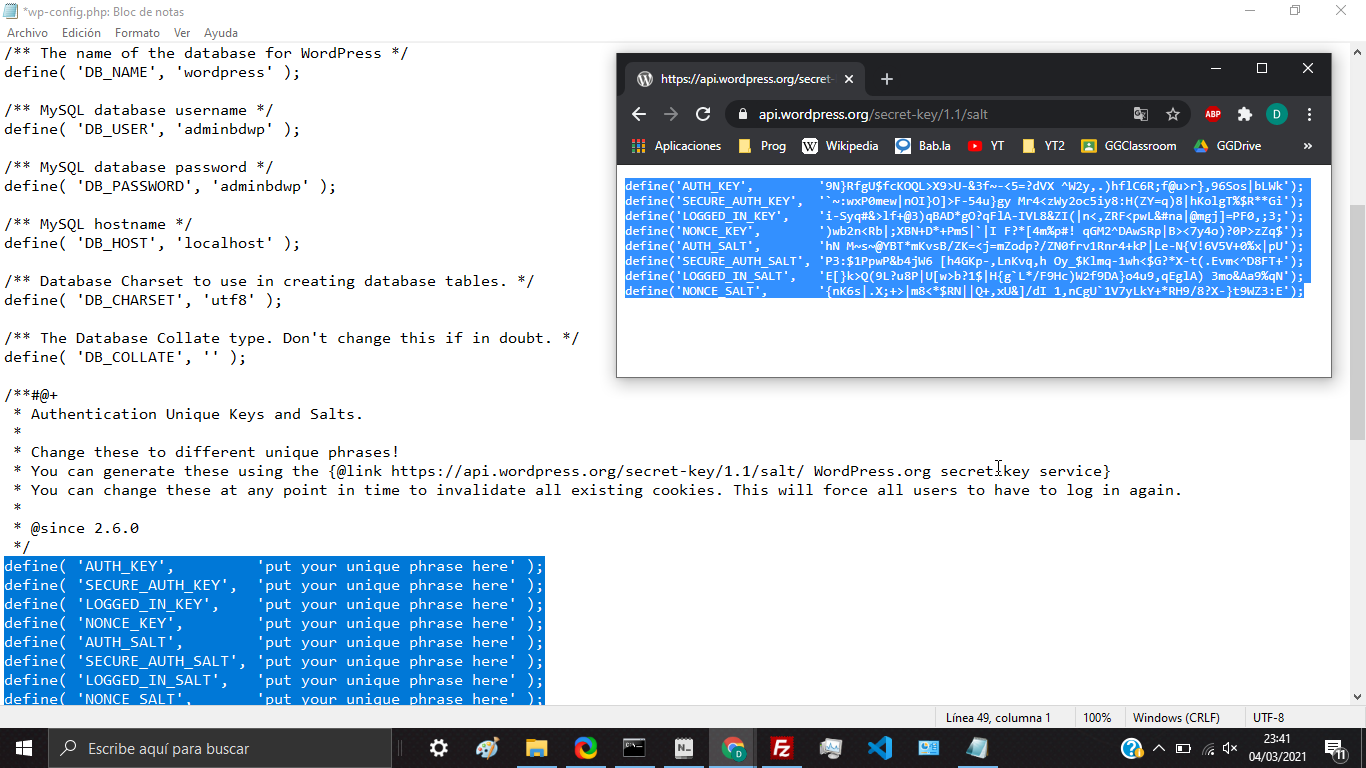 *wp-config.php: Bloc de notas
Archivo Edición Formato Ver Ayuda
/** The name of the database for WordPress */
define( 'DB_NAME', 'wordpress' );
/** MySQL database username */
define( 'DB_USER', 'adminbdwp' );
/** MySQL database password */
define( 'DB_PASSWORD', 'adminbdwp' );
/** MySQL hostname */
define( 'DB_HOST', 'localhost' );
/** Database Charset to use in creating database tables. */
define( 'DB_CHARSET', 'utf8' );
/** The Database Collate type. Don't change this if in doubt. */
define( 'DB_COLLATE', '' );
/**#@+
* Authentication Unique Keys and Salts.
*
* Change these to different unique phrases!
* You can generate these using the {@link https://api.wordpress.org/secret-key/1.1/salt/ WordPress.org secret-key service}
* You can change these at any point in time to invalidate all existing cookies. This will force all users to have to log in again.
*
* @since 2.6.0
*/
define( 'AUTH_KEY', 'put your unique phrase here' );
define( 'SECURE_AUTH_KEY', 'put your unique phrase here' );
define( 'LOGGED_IN_KEY', 'put your unique phrase here' );
define( 'NONCE_KEY', 'put your unique phrase here' );
define( 'AUTH_SALT', 'put your unique phrase here' );
define( 'SECURE_AUTH_SALT', 'put your unique phrase here' );
define( 'LOGGED_IN_SALT', 'put your unique phrase here' );
define( 'NONCE_SALT', 'put your unique phrase here' );
https://api.wordpress.org/secret-
api.wordpress.org/secret-key/1.1/salt
ABP
D
Aplicaciones Prog Wikipedia Bab.la YT YT2 GGClassroom GGDrive »
define('AUTH_KEY', '9N}RfgU$fcKOQL>X9>U-&3f~-<5=?dVX ^W2y,.)hflC6R;f@u>r},96Sos|bLWk');
define('SECURE_AUTH_KEY', '`~:wxP0mew|nOI}O]>F-54u}gy Mr4<zWy2oc5iy8:H(ZY=q)8|hKolgT%$R**Gi');
define('LOGGED_IN_KEY', 'i-Syq#&>lf+@3)qBAD*gO?qFlA-IVL8&ZI(|n<,ZRF<pwL&#na|@mgj]=PF0,;3;');
define('NONCE_KEY', ')wb2n<Rb|;XBN+D*+PmS|`|I F?*[4m%p#! qGM2^DAwSRp|B><7y4o)?0P>zZq$');
define('AUTH_SALT', 'hN M~s~@YBT*mKvsB/ZK=<j=mZodp?/ZN0frv1Rnr4+kP|Le-N{V!6V5V+0%x|pU');
define('SECURE_AUTH_SALT', 'P3:$1PpwP&b4jW6 [h4GKp-,LnKvq,h Oy_$Klmq-1wh<$G?*X-t(.Evm<^D8FT+');
define('LOGGED_IN_SALT', 'E[]}k>Q(9L?u8P|U[w>b?1$|H{g`L*/F9Hc)W2f9DA}o4u9,qEglA) 3mo&Aa9%qN');
define('NONCE_SALT', '{nK6s|.X;+>|m8<*$RN||Q+,xU&]/dI 1,nCgU`1V7yLkY+*RH9/8?X-}t9WZ3:E');
Línea 49, columna 1 100% Windows (CRLF) UTF-8
Escribe aquí para buscar
23:41
04/03/2021
11